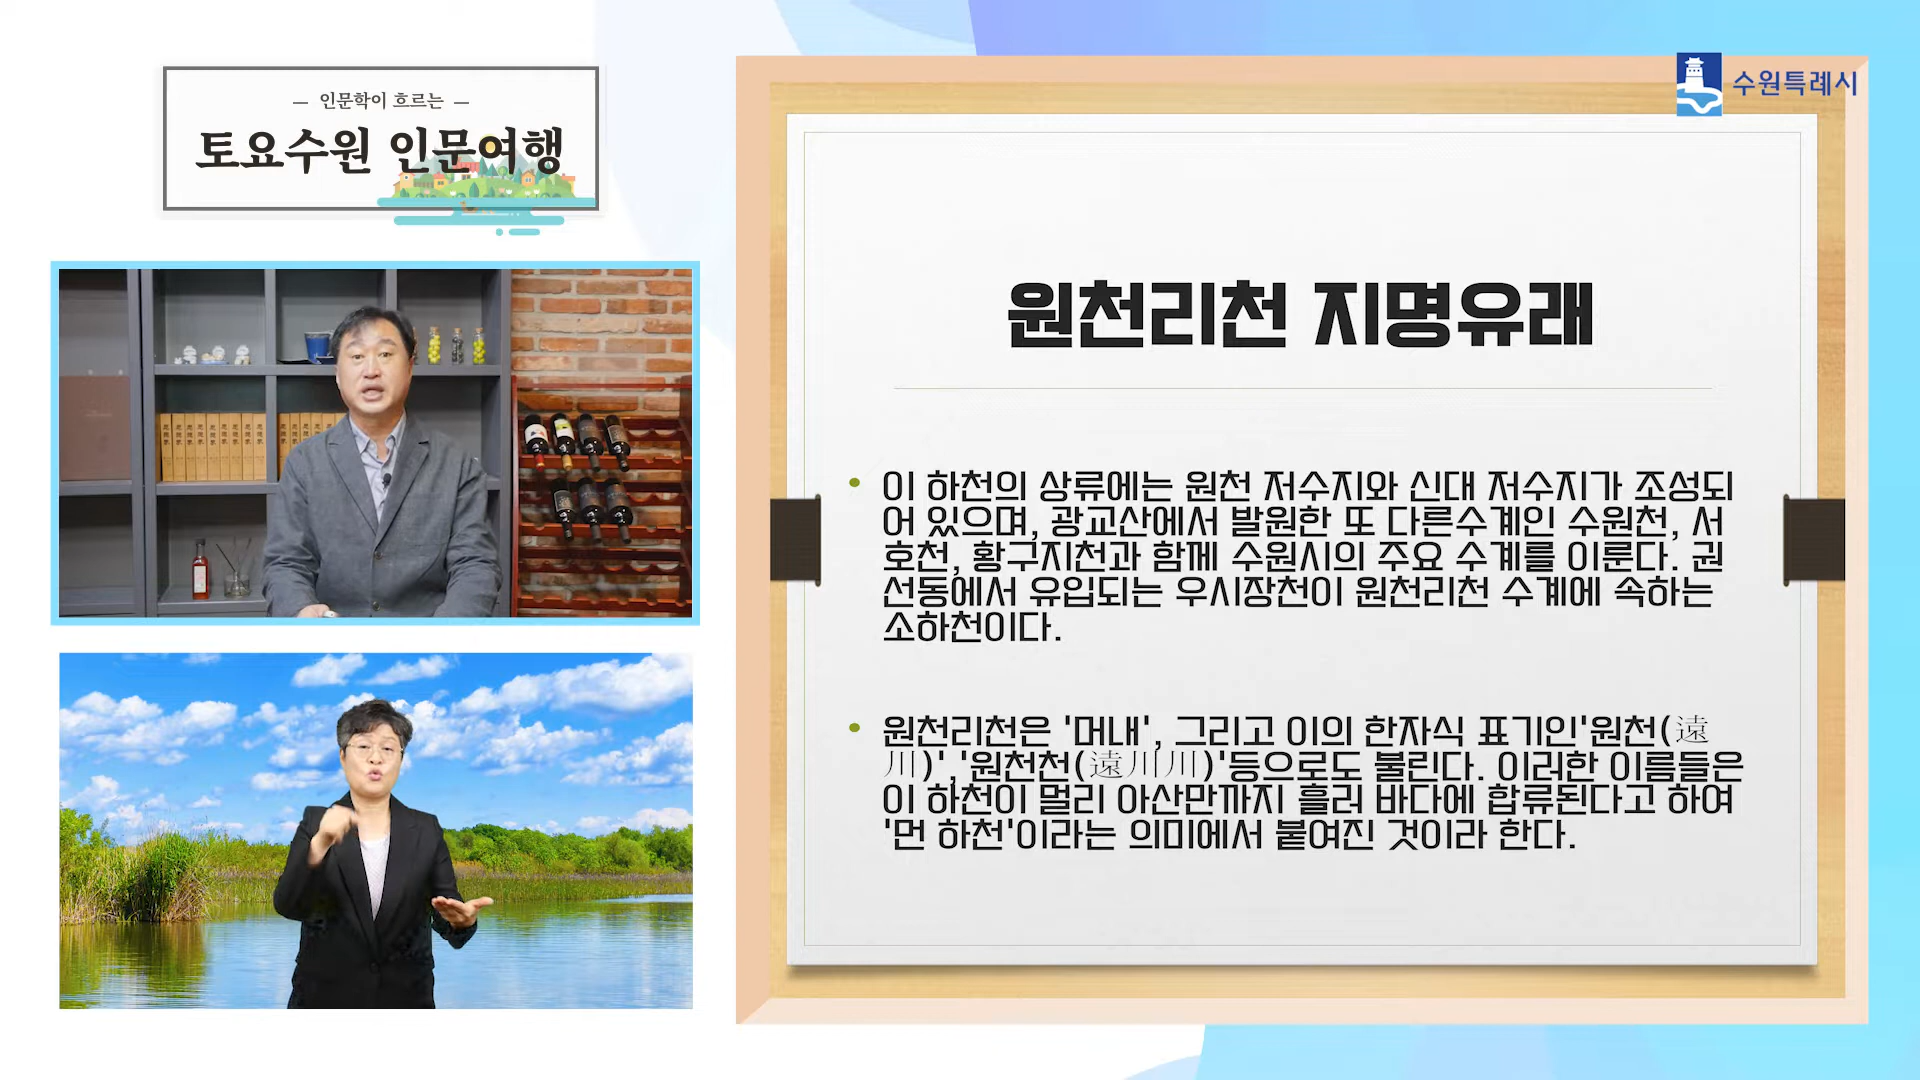 — 인문학이 흐르는 —
토요수원 인문여행
수원특례시
원천리천 지명유래
• 이 하천의 상류에는 원천 저수지와 신대 저수지가 조성되
어 있으며, 광교산에서 발원한 또 다른수계인 수원천, 서
호천, 황구지천과 함께 수원시의 주요 수계를 이룬다. 권
선동에서 유입되는 우시장천이 원천리천 수계에 속하는
소하천이다.
• 원천리천은 '머내', 그리고 이의 한자식 표기인'원천(遠
川)','원천천(遠川川)'등으로도 불린다. 이러한 이름들은
이 하천이 멀리 아산만까지 흘러 바다에 합류된다고 하여
'먼 하천'이라는 의미에서 붙여진 것이라 한다.